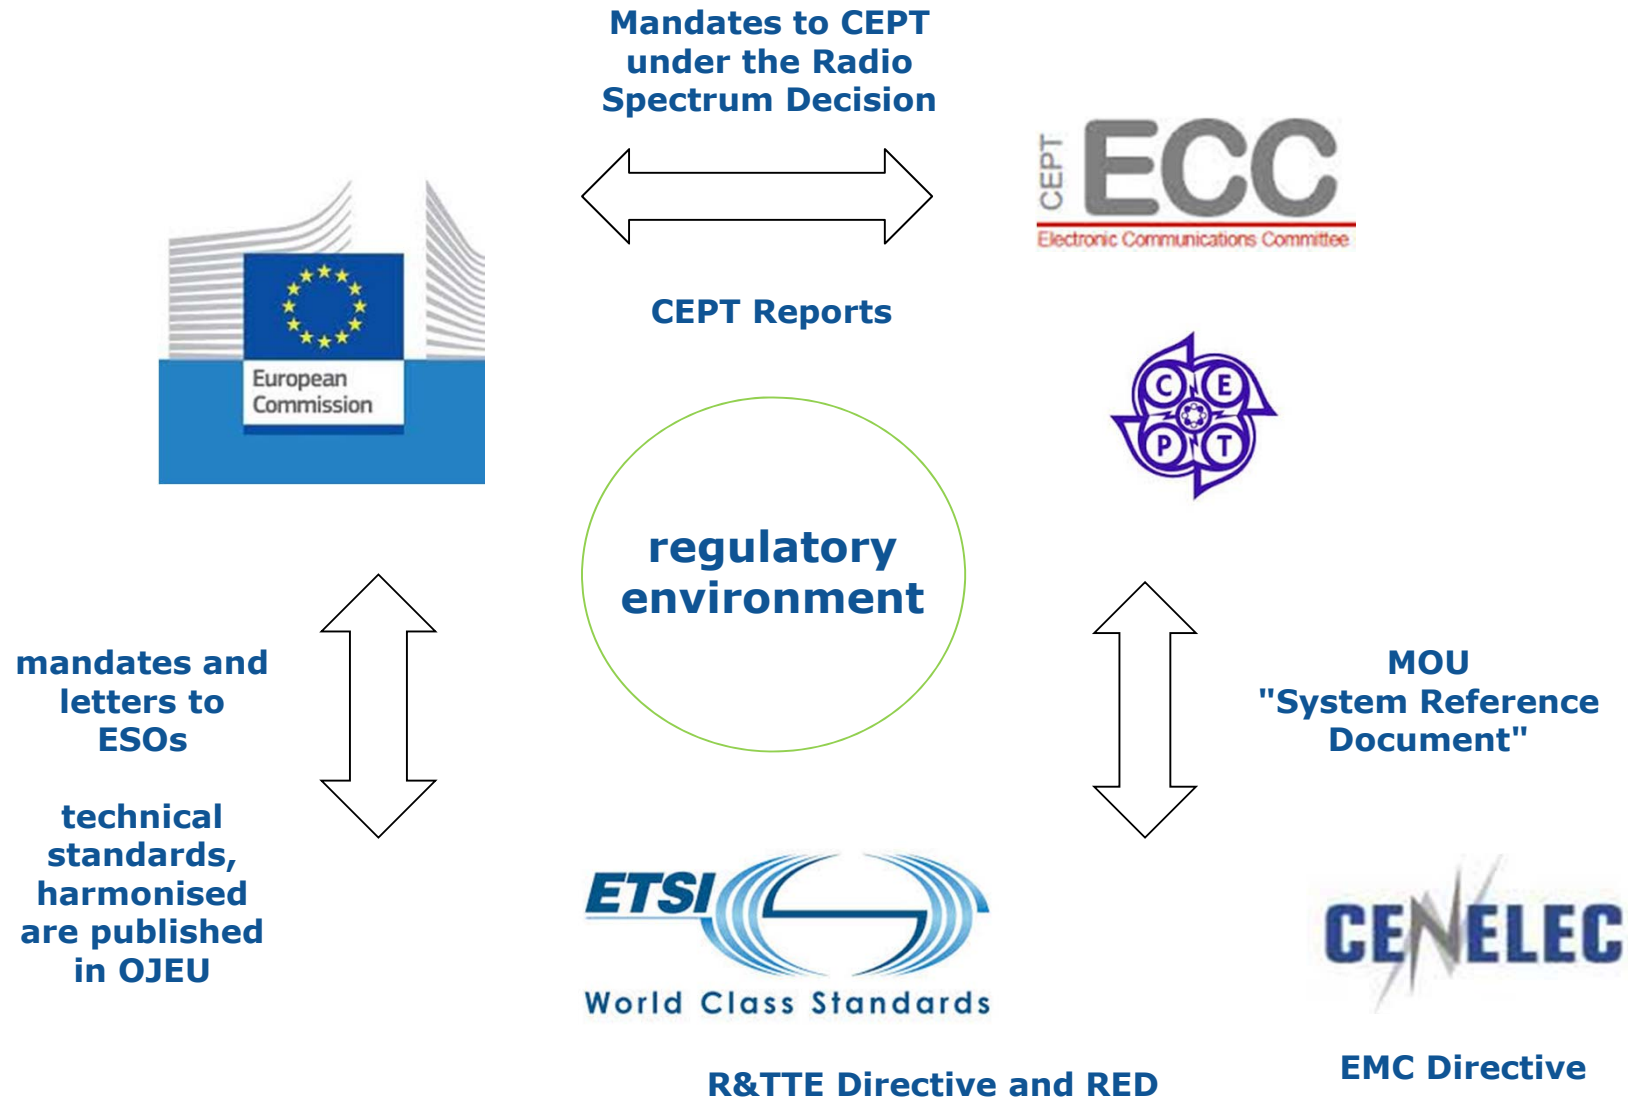 Mandates to CEPT
under the Radio
Spectrum Decision
CEPT
ECC
Electronic Communications Committee
European
Commission
CEPT Reports
C E
P T
regulatory
environment
mandates and
letters to
ESOs
technical
standards,
harmonised
are published
in OJEU
MOU
"System Reference
Document"
ETSI
World Class Standards
CENELEC
R&TTE Directive and RED
EMC Directive